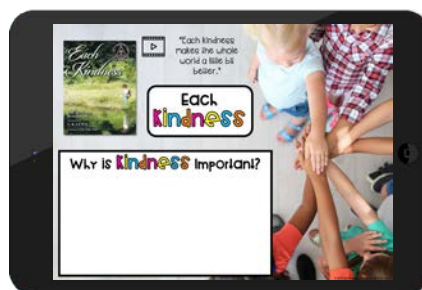 Each
Kindness
"Each kindness
makes the whole
world a little bit
better."
Each
Kindness
Why is Kindness Important?